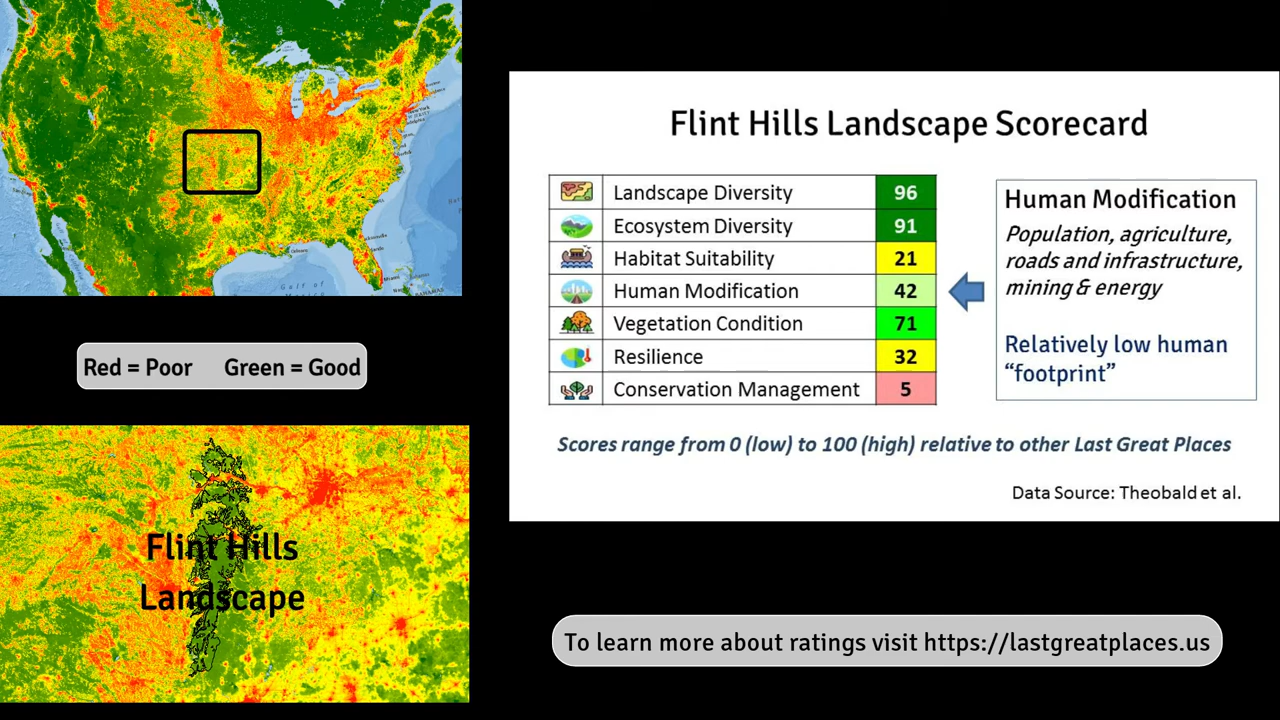 Flint Hills Landscape Scorecard
Landscape Diversity 96
Ecosystem Diversity 91
Habitat Suitability 21
Human Modification 42
Vegetation Condition 71
Resilience 32
Conservation Management 5
Human Modification
Population, agriculture,
roads and infrastructure,
mining & energy
Relatively low human
“footprint”
Scores range from 0 (low) to 100 (high) relative to other Last Great Places
Data Source: Theobald et al.
Red = Poor Green = Good
Flint Hills
Landscape
To learn more about ratings visit https://lastgreatplaces.us